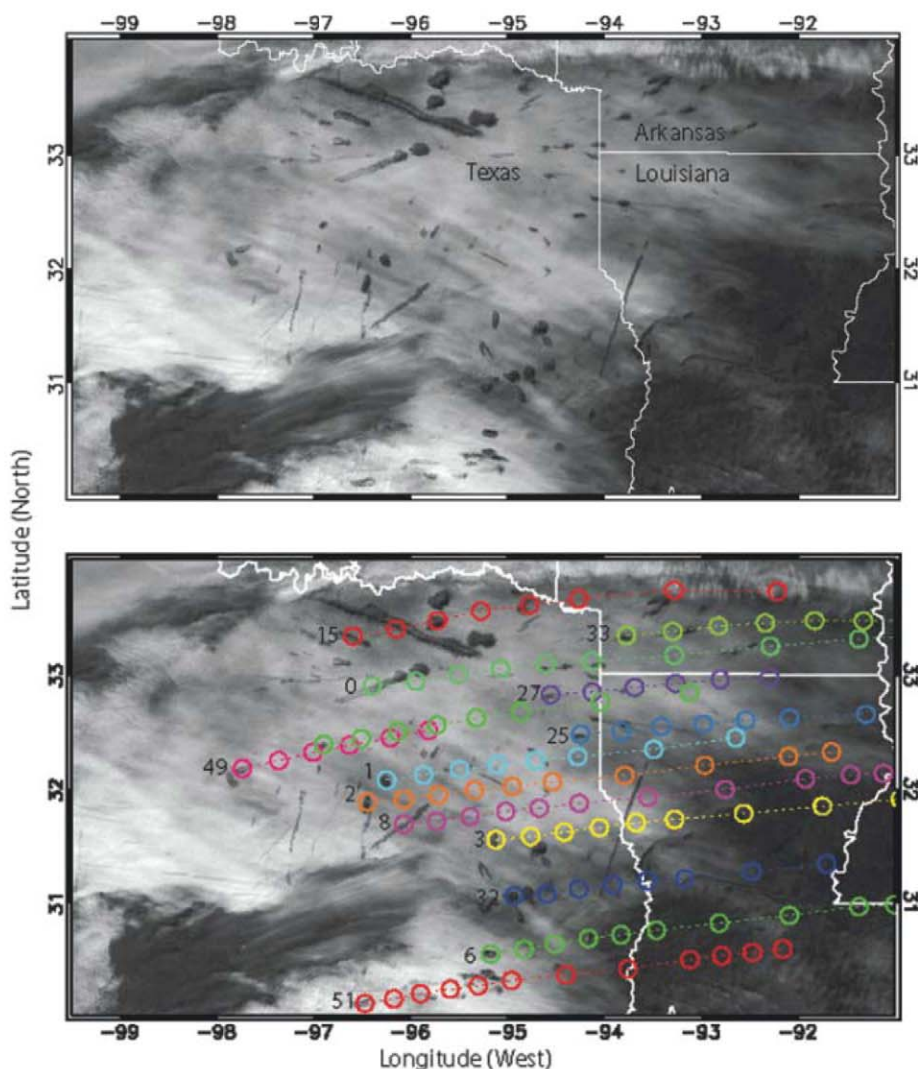 −99 −98 −97 −96 −95 −94 −93 −92
33 Arkansas 33
Texas Louisiana
32 32
31 31
Latitude (North)
15 33
33 0 33
27
49 25
1
32 2 32
8
3
31 32 31
6
51
−99 −98 −97 −96 −95 −94 −93 −92
Longitude (West)